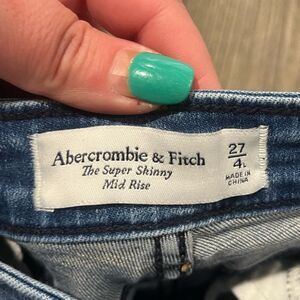 Abercrombie & Fitch
The Super Skinny
Mid Rise
27
4L
MADE IN
CHINA